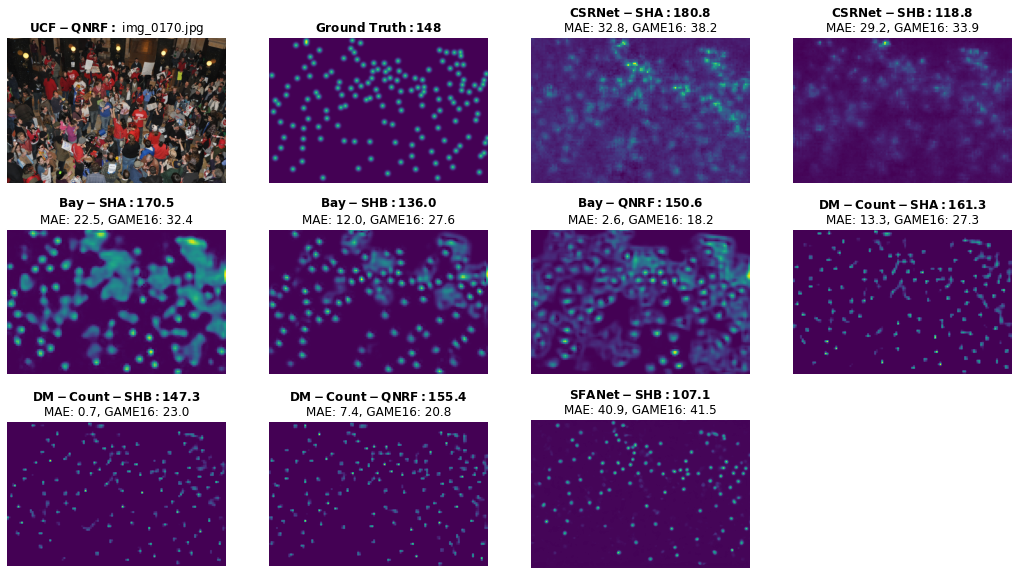 UCF − QNRF : img_0170.jpg
Ground Truth : 148
CSRNet − SHA : 180.8
MAE: 32.8, GAME16: 38.2
CSRNet − SHB : 118.8
MAE: 29.2, GAME16: 33.9
Bay − SHA : 170.5
MAE: 22.5, GAME16: 32.4
Bay − SHB : 136.0
MAE: 12.0, GAME16: 27.6
Bay − QNRF : 150.6
MAE: 2.6, GAME16: 18.2
DM − Count − SHA : 161.3
MAE: 13.3, GAME16: 27.3
DM − Count − SHB : 147.3
MAE: 0.7, GAME16: 23.0
DM − Count − QNRF : 155.4
MAE: 7.4, GAME16: 20.8
SFANet − SHB : 107.1
MAE: 40.9, GAME16: 41.5